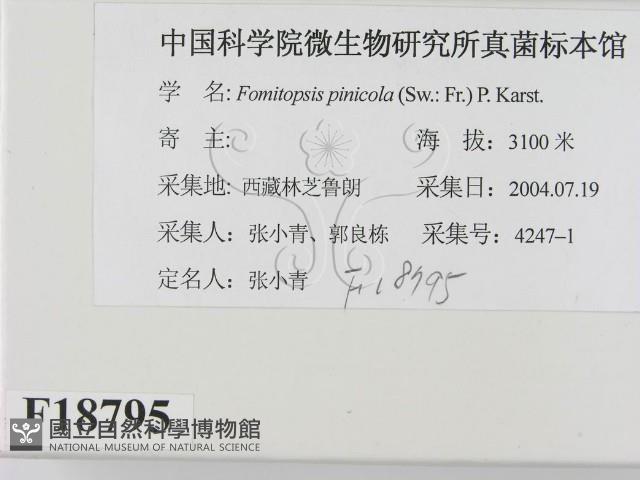 中国科学院微生物研究所真菌标本馆
学 名: Fomitopsis pinicola (Sw.: Fr.) P. Karst.
寄 主: 海 拔: 3100 米
采集地: 西藏林芝鲁朗 采集日: 2004.07.19
采集人: 张小青、郭良栋 采集号: 4247–1
定名人: 张小青 F18795
F18795
國立自然科學博物館
NATIONAL MUSEUM OF NATURAL SCIENCE